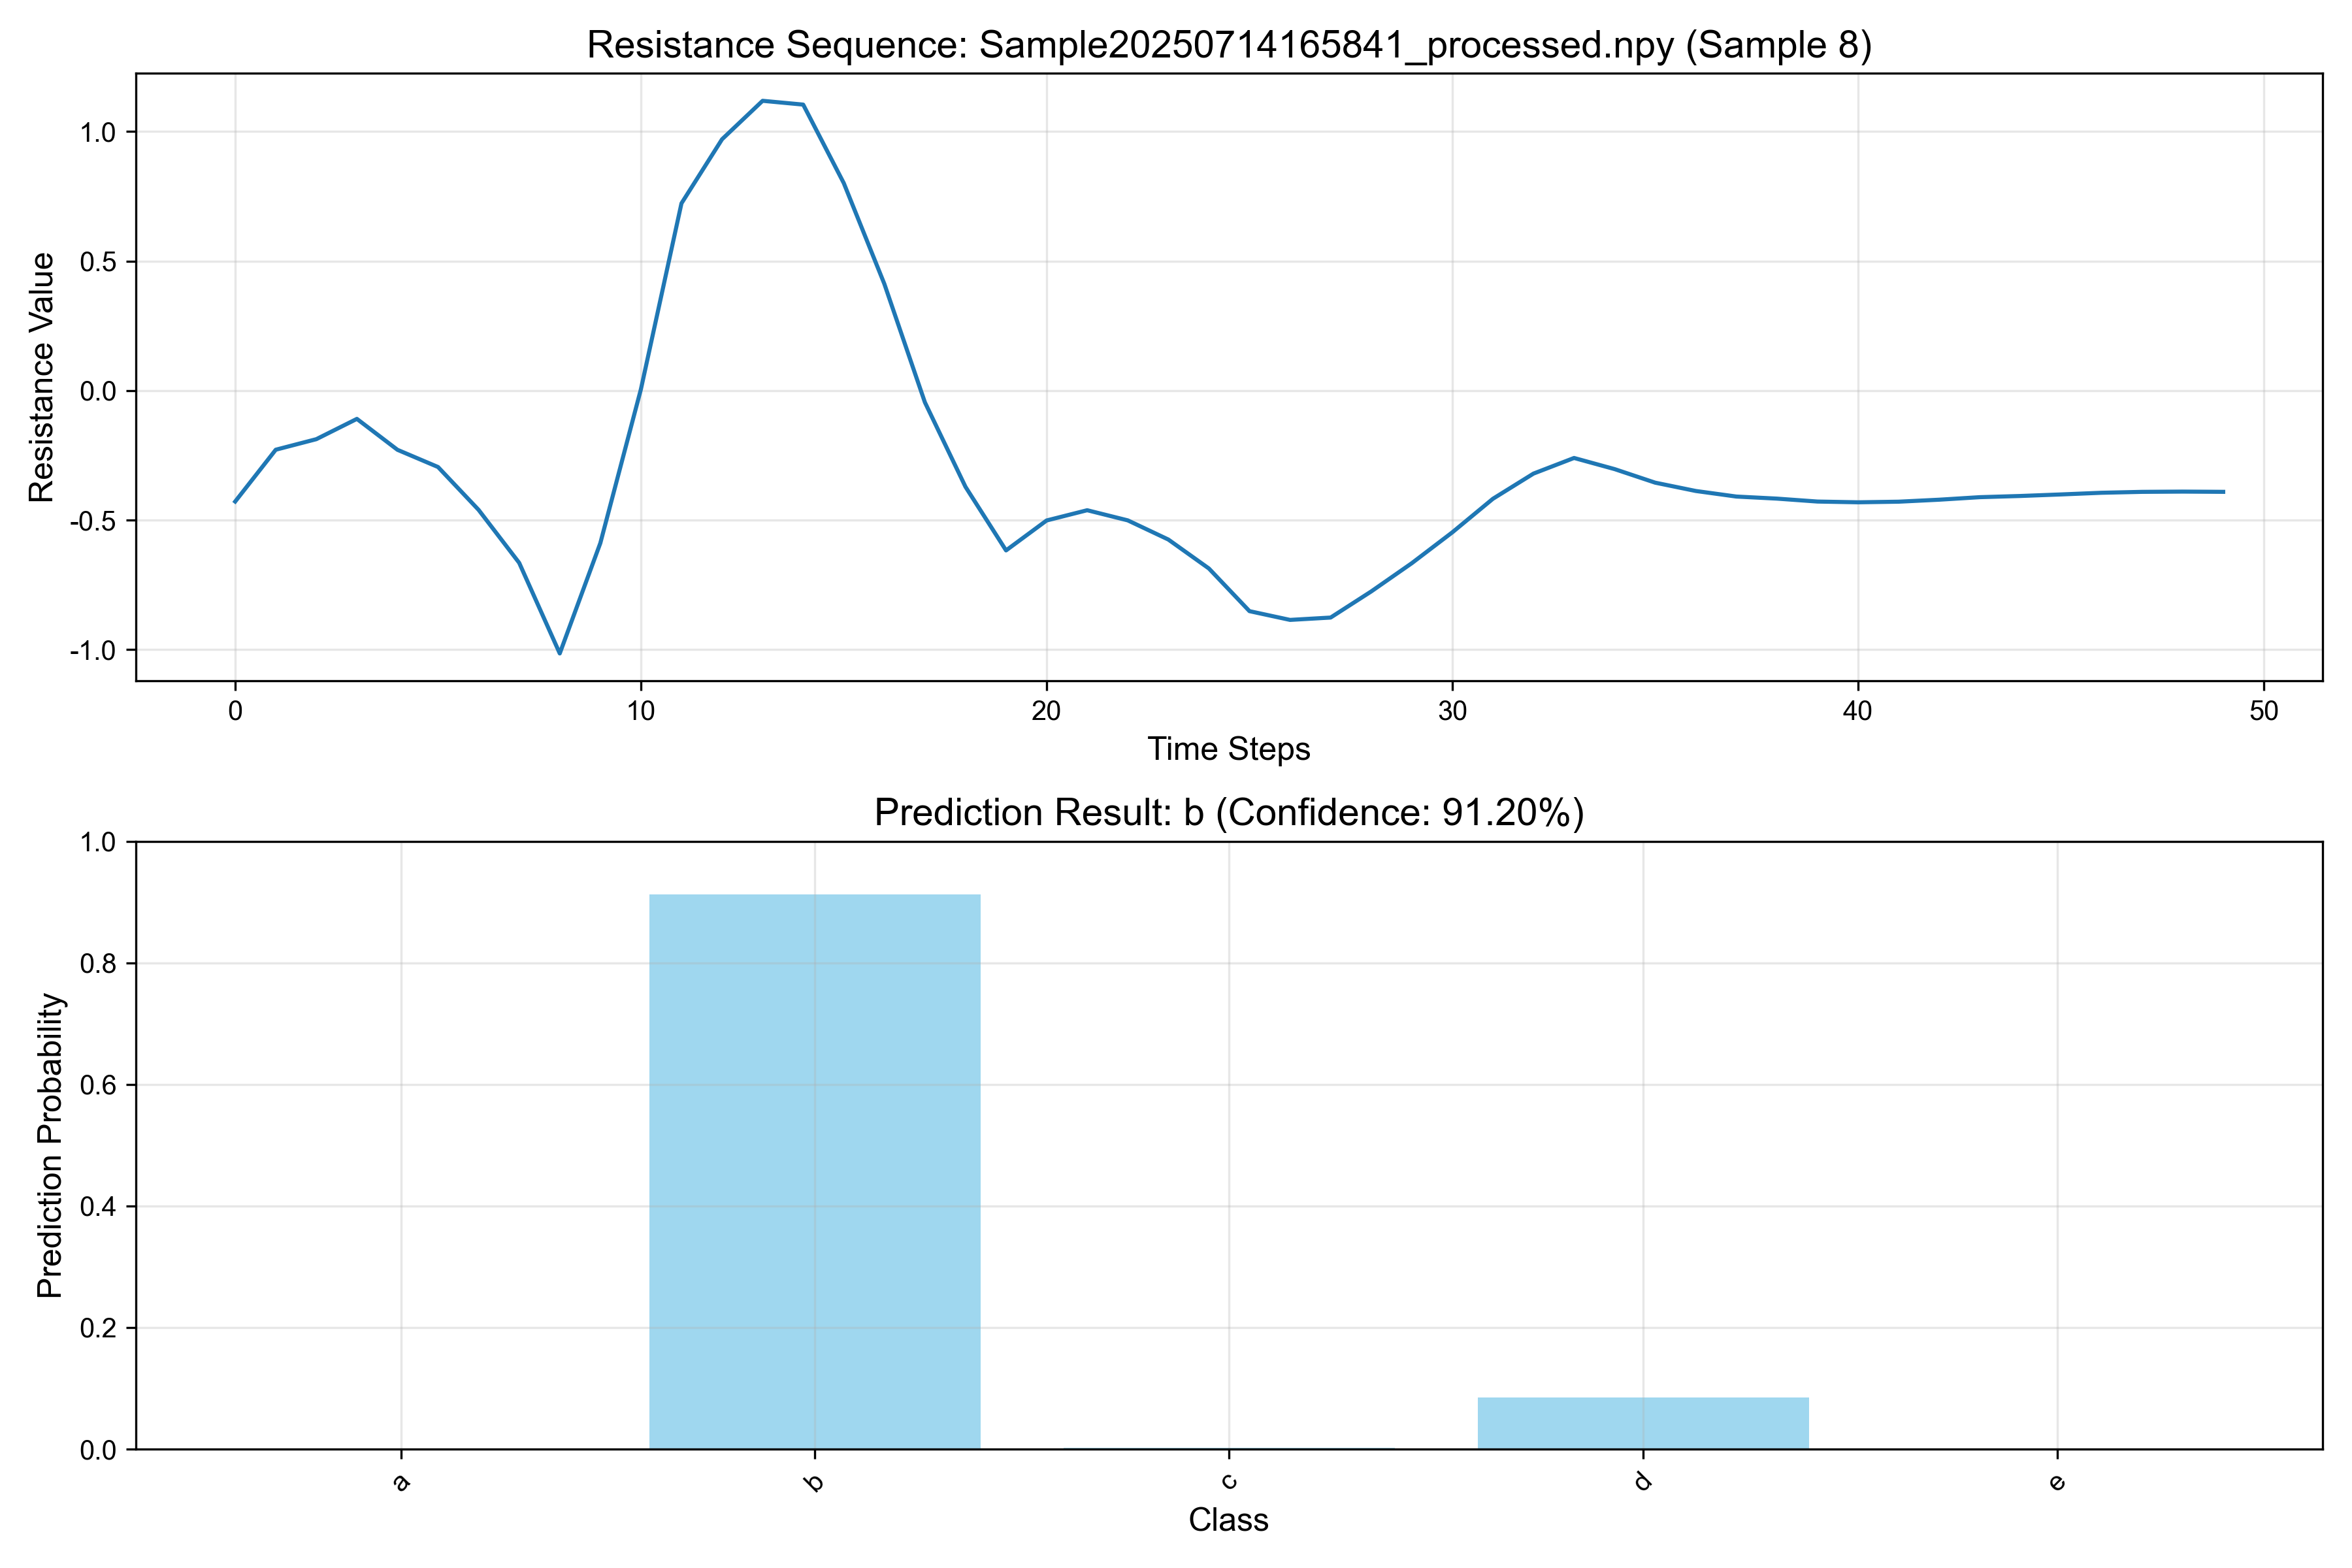 Resistance Sequence: Sample20250714165841_processed.npy (Sample 8)
1.0
0.5
0.0
-0.5
-1.0
Resistance Value
0 10 20 30 40 50
Time Steps
Prediction Result: b (Confidence: 91.20%)
1.0
0.8
0.6
0.4
0.2
0.0
Prediction Probability
a b c d e
Class